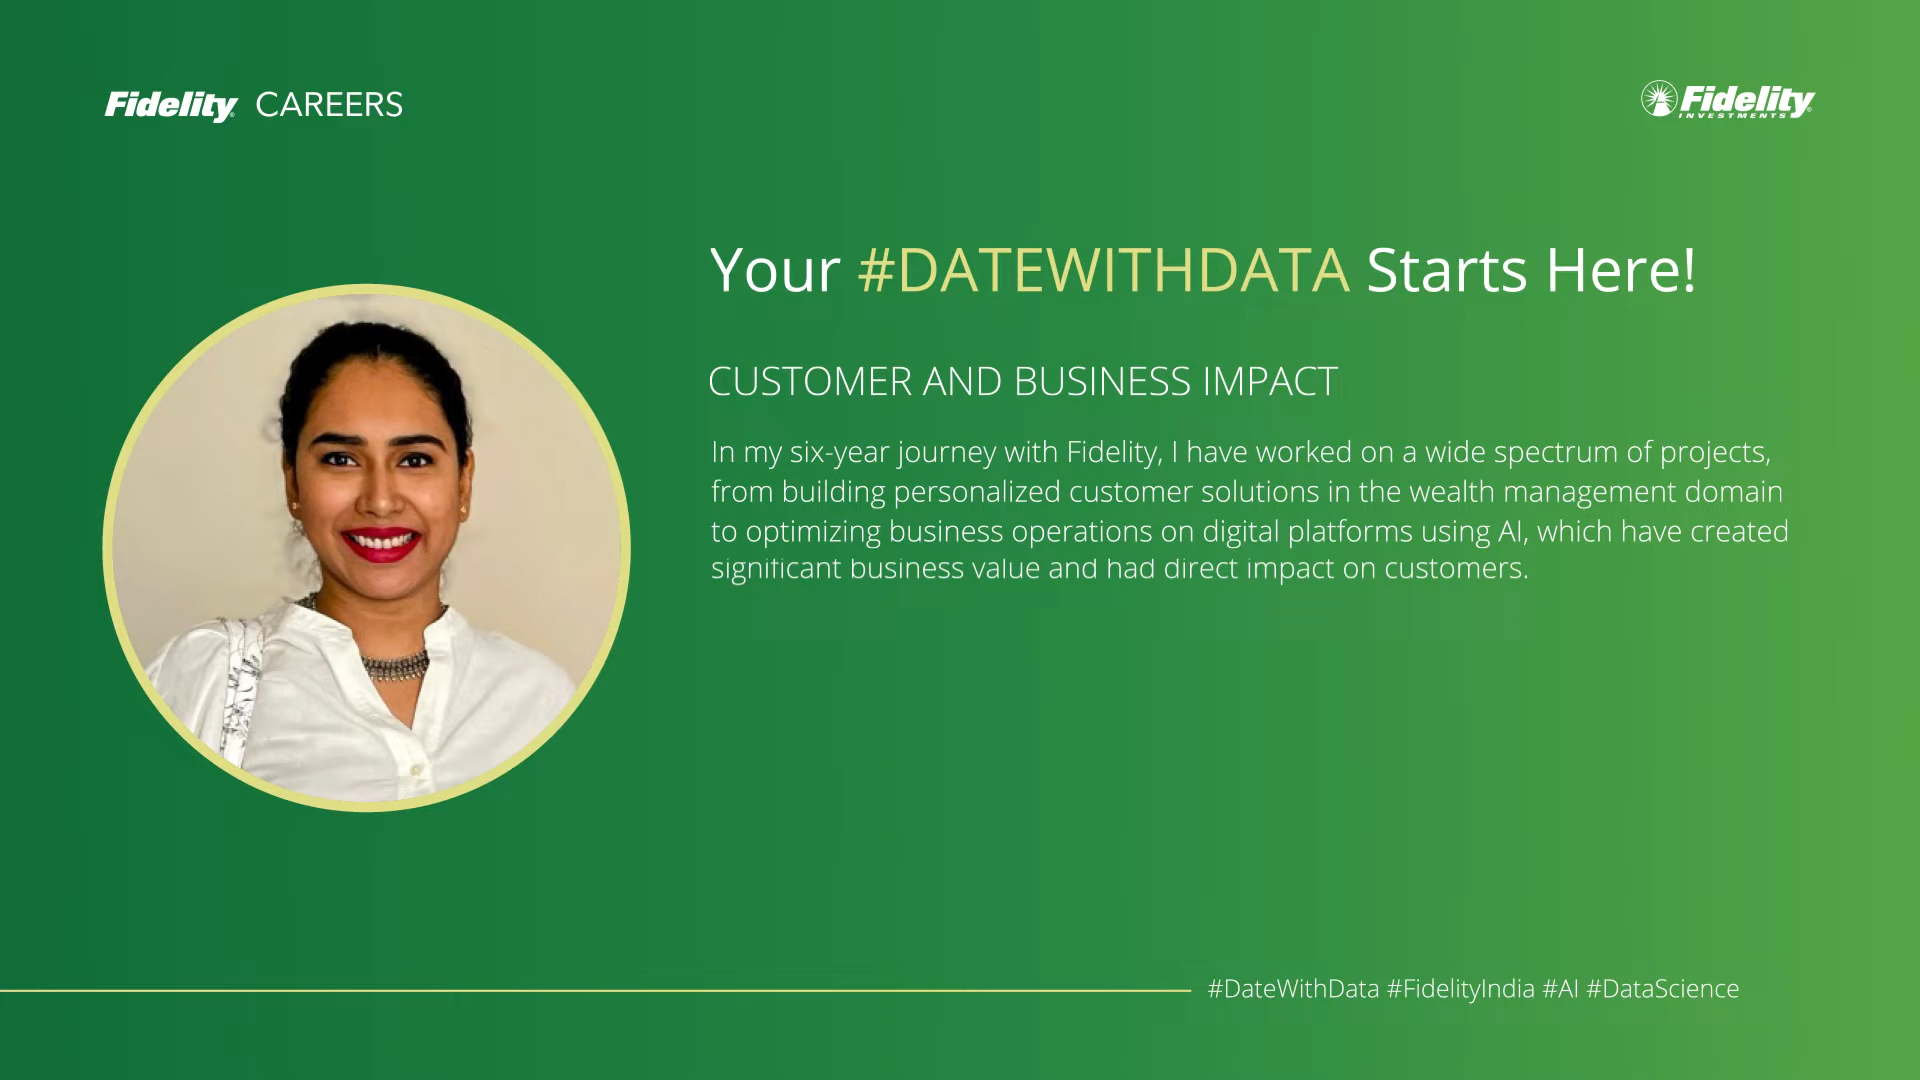 Fidelity CAREERS
Fidelity
INVESTMENTS
Your #DATEWITHDATA Starts Here!
CUSTOMER AND BUSINESS IMPACT
In my six-year journey with Fidelity, I have worked on a wide spectrum of projects,
from building personalized customer solutions in the wealth management domain
to optimizing business operations on digital platforms using AI, which have created
significant business value and had direct impact on customers.
#DateWithData #FidelityIndia #AI #DataScience